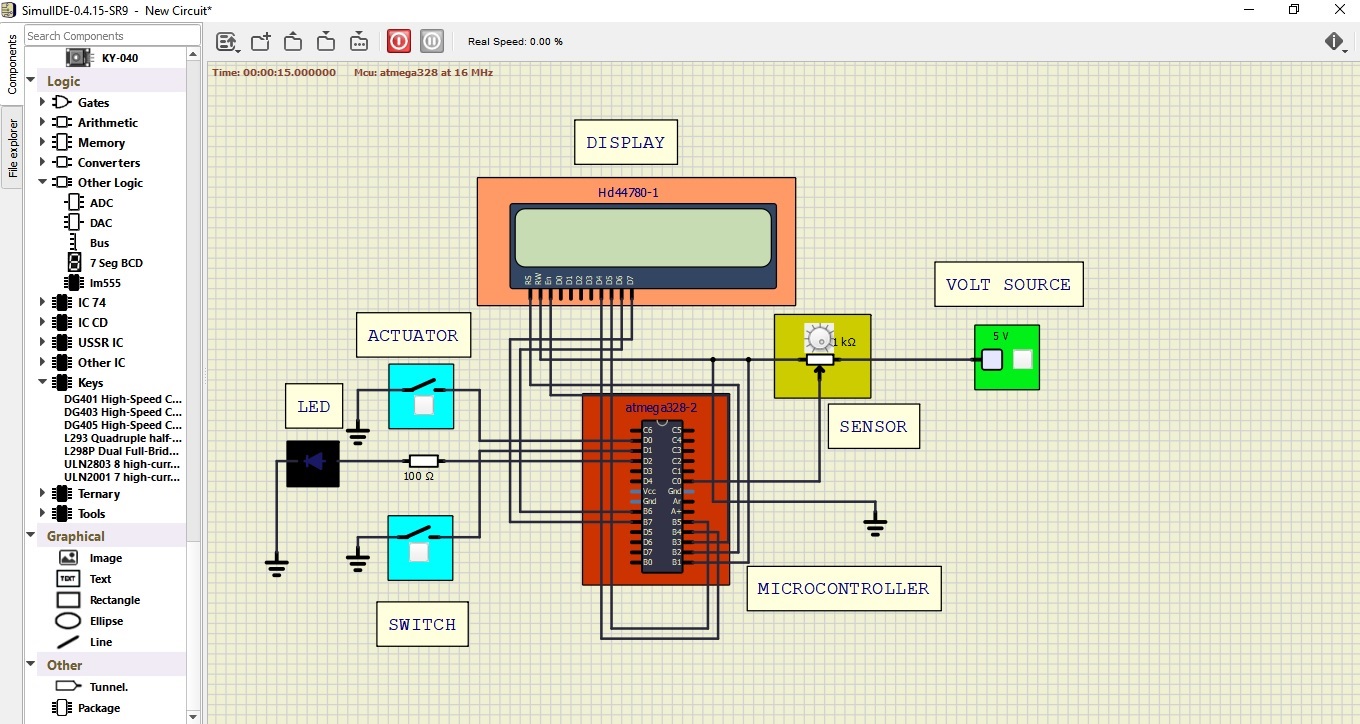 SimulIDE-0.4.15-SR9 - New Circuit*
Components
File explorer
Search Components
KY-040
Logic
Gates
Arithmetic
Memory
Converters
Other Logic
ADC
DAC
Bus
7 Seg BCD
lm555
IC 74
IC CD
USSR IC
Other IC
Keys
DG401 High-Speed C...
DG403 High-Speed C...
DG405 High-Speed C...
L293 Quadruple half-...
L298P Dual Full-Brid...
ULN2803 8 high-curr...
ULN2001 7 high-curr...
Ternary
Tools
Graphical
Image
TEXT Text
Rectangle
Ellipse
Line
Other
Tunnel.
Package
Real Speed: 0.00 %
Time: 00:00:15.000000 Mcu: atmega328 at 16 MHz
DISPLAY
Hd44780-1
RS RW En D0 D1 D2 D3 D4 D5 D6 D7
VOLT SOURCE
5 V
1 kΩ
SENSOR
ACTUATOR
LED
100 Ω
SWITCH
atmega328-2
C6 C5
D0 C4
D1 C3
D2 C2
D3 C1
D4 C0
Vcc Gnd
Gnd Ar
B6 A+
B7 B5
D5 B4
D6 B3
D7 B2
B0 B1
MICROCONTROLLER